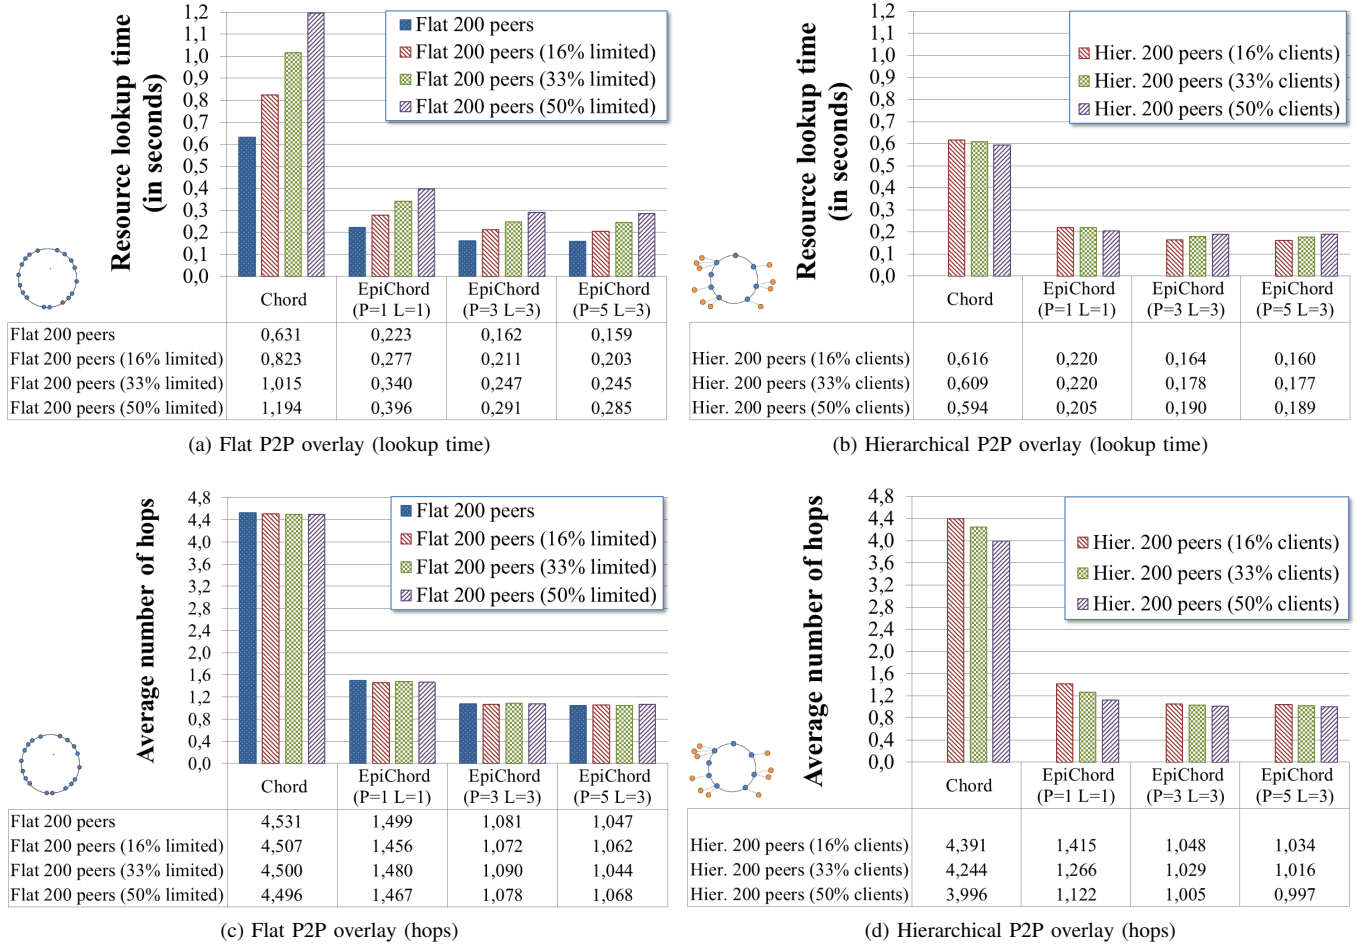 Resource lookup time
(in seconds)
1,2
1,1
1,0
0,9
0,8
0,7
0,6
0,5
0,4
0,3
0,2
0,1
0,0
Flat 200 peers
Flat 200 peers (16% limited)
Flat 200 peers (33% limited)
Flat 200 peers (50% limited)
Chord EpiChord (P=1 L=1) EpiChord (P=3 L=3) EpiChord (P=5 L=3)
Flat 200 peers 0,631 0,223 0,162 0,159
Flat 200 peers (16% limited) 0,823 0,277 0,211 0,203
Flat 200 peers (33% limited) 1,015 0,340 0,247 0,245
Flat 200 peers (50% limited) 1,194 0,396 0,291 0,285
(a) Flat P2P overlay (lookup time)
Resource lookup time
(in seconds)
1,2
1,1
1,0
0,9
0,8
0,7
0,6
0,5
0,4
0,3
0,2
0,1
0,0
Hier. 200 peers (16% clients)
Hier. 200 peers (33% clients)
Hier. 200 peers (50% clients)
Chord EpiChord (P=1 L=1) EpiChord (P=3 L=3) EpiChord (P=5 L=3)
Hier. 200 peers (16% clients) 0,616 0,220 0,164 0,160
Hier. 200 peers (33% clients) 0,609 0,220 0,178 0,177
Hier. 200 peers (50% clients) 0,594 0,205 0,190 0,189
(b) Hierarchical P2P overlay (lookup time)
Average number of hops
4,8
4,4
4,0
3,6
3,2
2,8
2,4
2,0
1,6
1,2
0,8
0,4
0,0
Flat 200 peers
Flat 200 peers (16% limited)
Flat 200 peers (33% limited)
Flat 200 peers (50% limited)
Chord EpiChord (P=1 L=1) EpiChord (P=3 L=3) EpiChord (P=5 L=3)
Flat 200 peers 4,531 1,499 1,081 1,047
Flat 200 peers (16% limited) 4,507 1,456 1,072 1,062
Flat 200 peers (33% limited) 4,500 1,480 1,090 1,044
Flat 200 peers (50% limited) 4,496 1,467 1,078 1,068
(c) Flat P2P overlay (hops)
Average number of hops
4,8
4,4
4,0
3,6
3,2
2,8
2,4
2,0
1,6
1,2
0,8
0,4
0,0
Hier. 200 peers (16% clients)
Hier. 200 peers (33% clients)
Hier. 200 peers (50% clients)
Chord EpiChord (P=1 L=1) EpiChord (P=3 L=3) EpiChord (P=5 L=3)
Hier. 200 peers (16% clients) 4,391 1,415 1,048 1,034
Hier. 200 peers (33% clients) 4,244 1,266 1,029 1,016
Hier. 200 peers (50% clients) 3,996 1,122 1,005 0,997
(d) Hierarchical P2P overlay (hops)